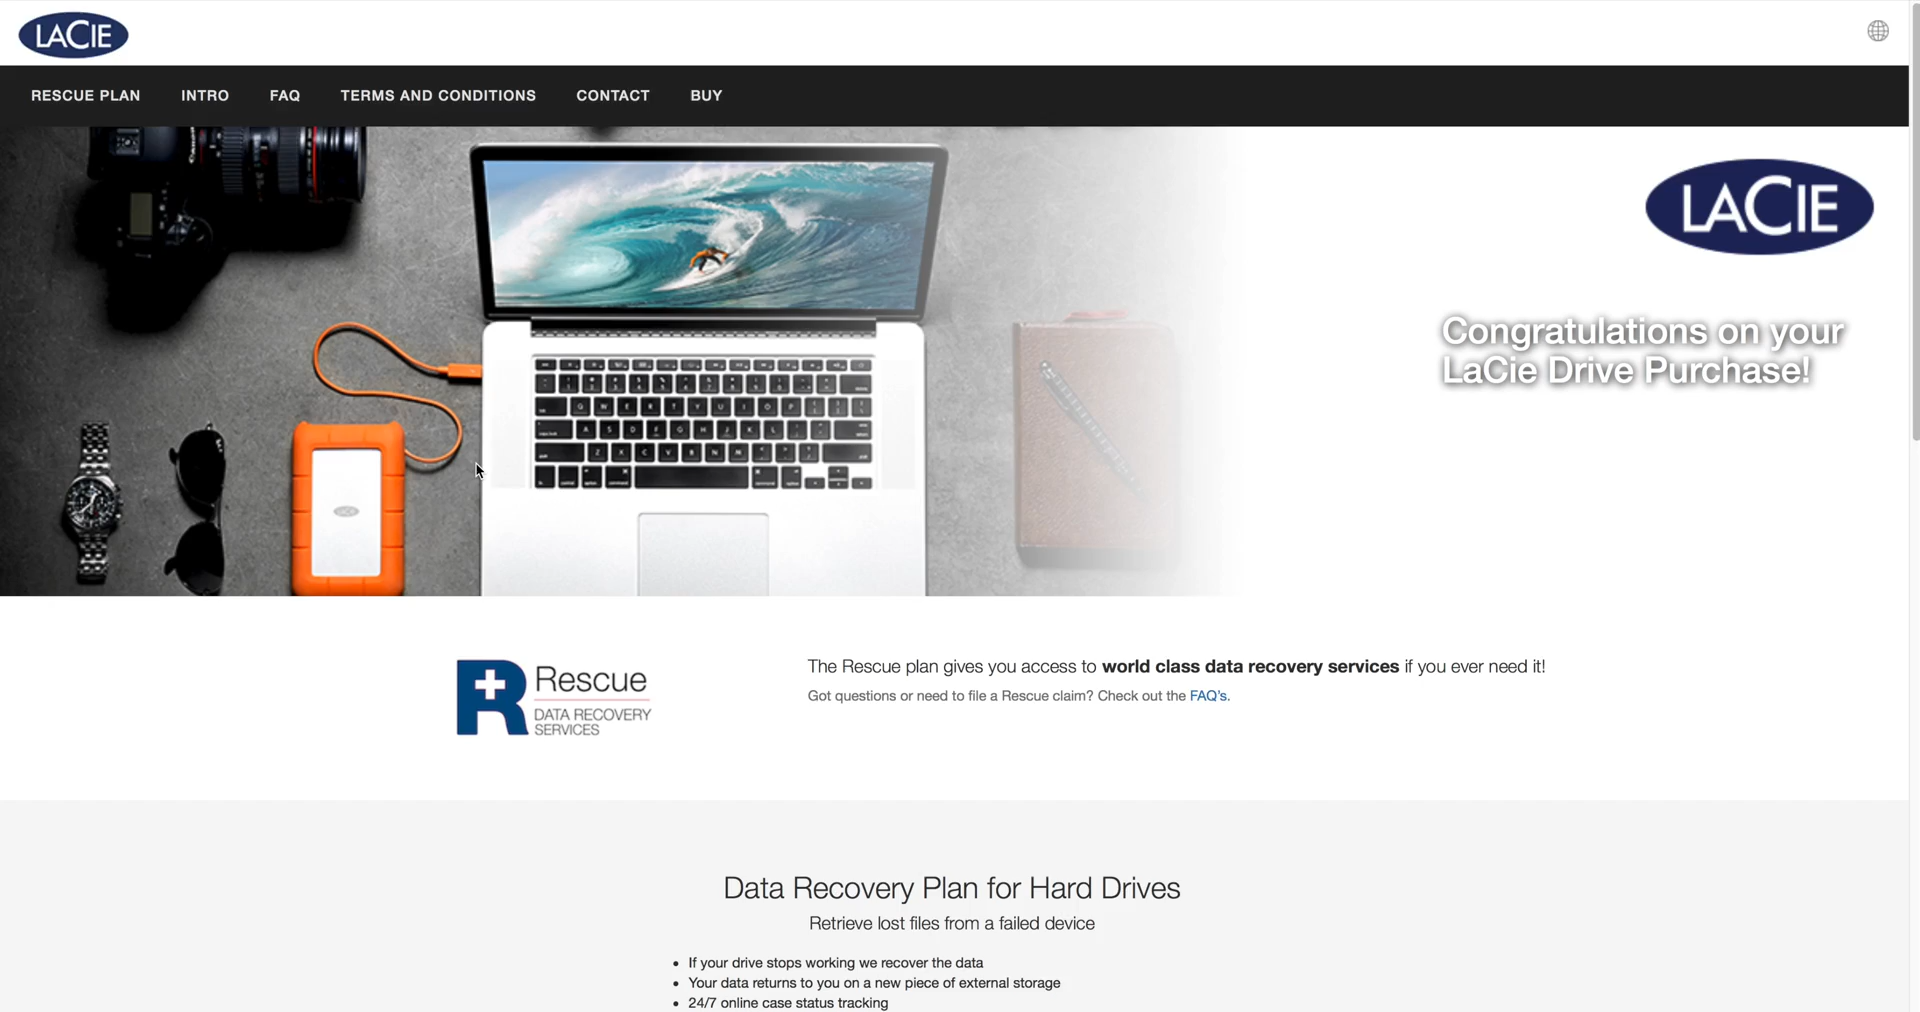 LACIE
RESCUE PLAN INTRO FAQ TERMS AND CONDITIONS CONTACT BUY
LACIE
Congratulations on your
LaCie Drive Purchase!
LACIE
R Rescue
DATA RECOVERY
SERVICES
The Rescue plan gives you access to world class data recovery services if you ever need it!
Got questions or need to file a Rescue claim? Check out the FAQ's.
Data Recovery Plan for Hard Drives
Retrieve lost files from a failed device
• If your drive stops working we recover the data
• Your data returns to you on a new piece of external storage
• 24/7 online case status tracking